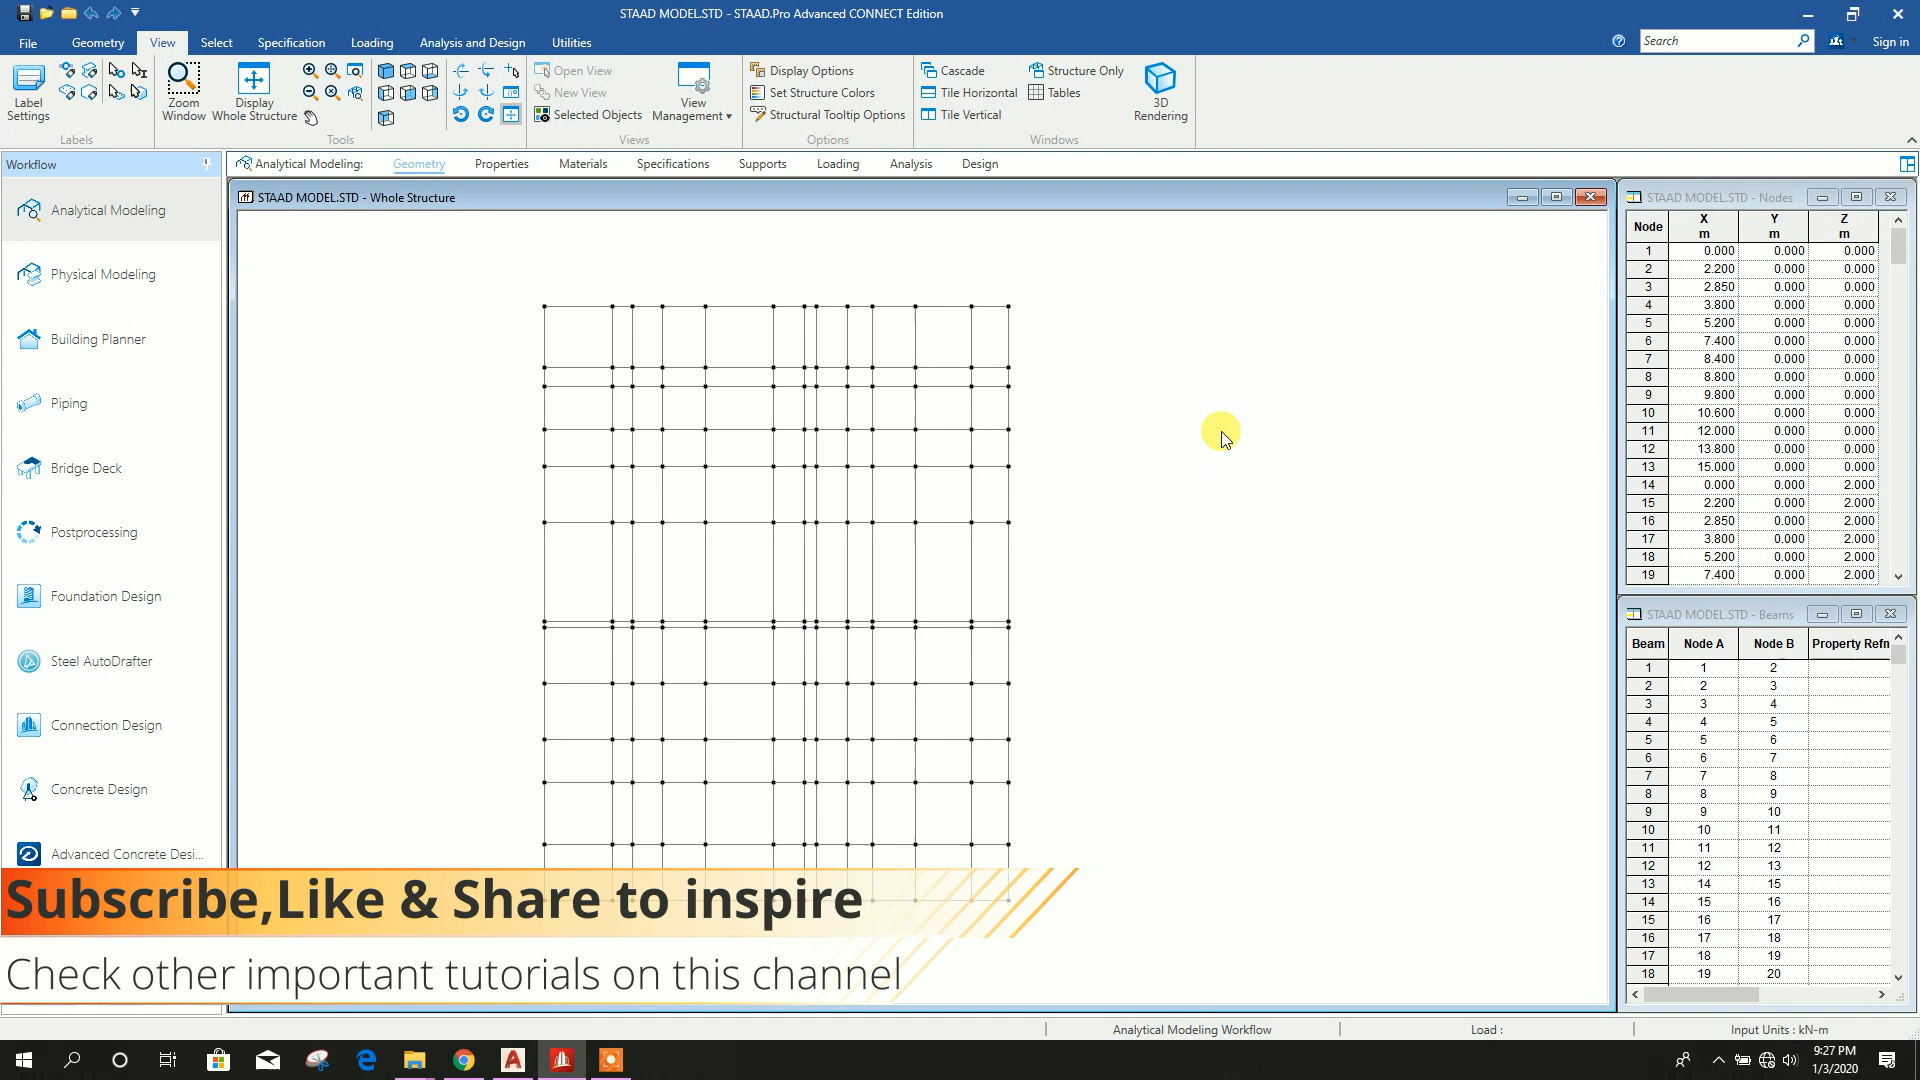 STAAD MODEL.STD - STAAD.Pro Advanced CONNECT Edition
File Geometry View Select Specification Loading Analysis and Design Utilities Search Sign in
Label Settings
Zoom Window
Display Whole Structure
Open View
New View
Selected Objects
View Management
Display Options
Set Structure Colors
Structural Tooltip Options
Cascade
Tile Horizontal
Tile Vertical
Structure Only
Tables
3D Rendering
Labels Tools Views Options Windows
Workflow
Analytical Modeling: Geometry Properties Materials Specifications Supports Loading Analysis Design
Analytical Modeling
Physical Modeling
Building Planner
Piping
Bridge Deck
Postprocessing
Foundation Design
Steel AutoDrafter
Connection Design
Concrete Design
Advanced Concrete Desi...
STAAD MODEL.STD - Whole Structure
STAAD MODEL.STD - Nodes
Node X m Y m Z m
1 0.000 0.000 0.000
2 2.200 0.000 0.000
3 2.850 0.000 0.000
4 3.800 0.000 0.000
5 5.200 0.000 0.000
6 7.400 0.000 0.000
7 8.400 0.000 0.000
8 8.800 0.000 0.000
9 9.800 0.000 0.000
10 10.600 0.000 0.000
11 12.000 0.000 0.000
12 13.800 0.000 0.000
13 15.000 0.000 0.000
14 0.000 0.000 2.000
15 2.200 0.000 2.000
16 2.850 0.000 2.000
17 3.800 0.000 2.000
18 5.200 0.000 2.000
19 7.400 0.000 2.000
STAAD MODEL.STD - Beams
Beam Node A Node B Property Refn
1 1 2
2 2 3
3 3 4
4 4 5
5 5 6
6 6 7
7 7 8
8 8 9
9 9 10
10 10 11
11 11 12
12 12 13
13 14 15
14 15 16
15 16 17
16 17 18
17 18 19
18 19 20
Subscribe,Like & Share to inspire
Check other important tutorials on this channel
Analytical Modeling Workflow Load : Input Units : kN-m
9:27 PM
1/3/2020